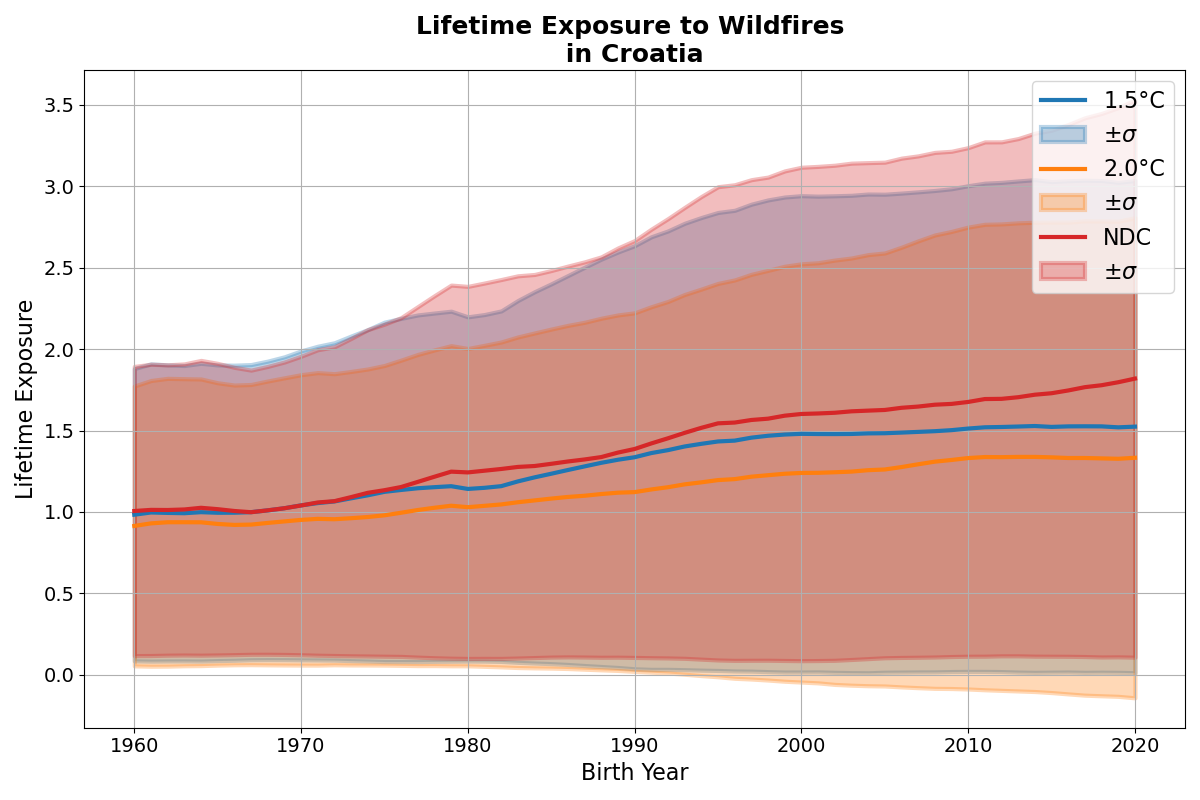 Lifetime Exposure to Wildfires
in Croatia
Lifetime Exposure
3.5
3.0
2.5
2.0
1.5
1.0
0.5
0.0
1960
1970
1980
1990
2000
2010
2020
Birth Year
1.5°C
±σ
2.0°C
±σ
NDC
±σ